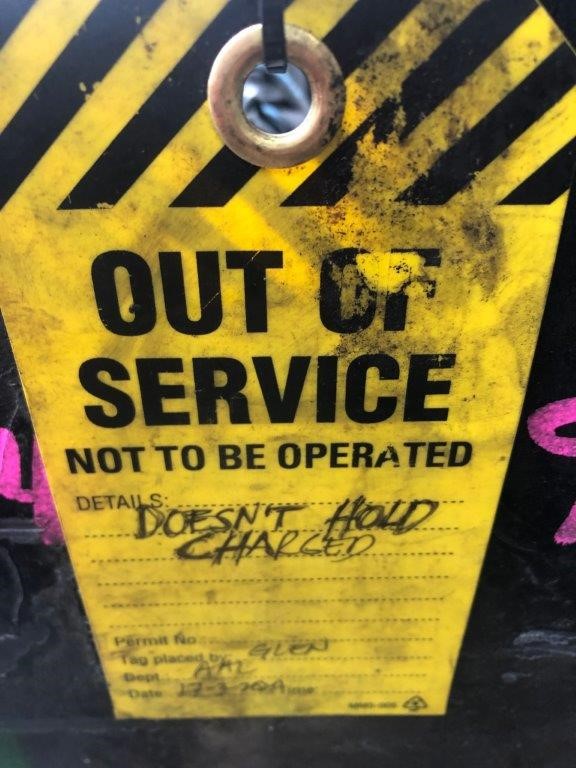 OUT OF
SERVICE
NOT TO BE OPERATED
DETAILS:
DOESN'T HOLD
CHARGED
Permit No
Tag placed by GLEN
Dept
Date